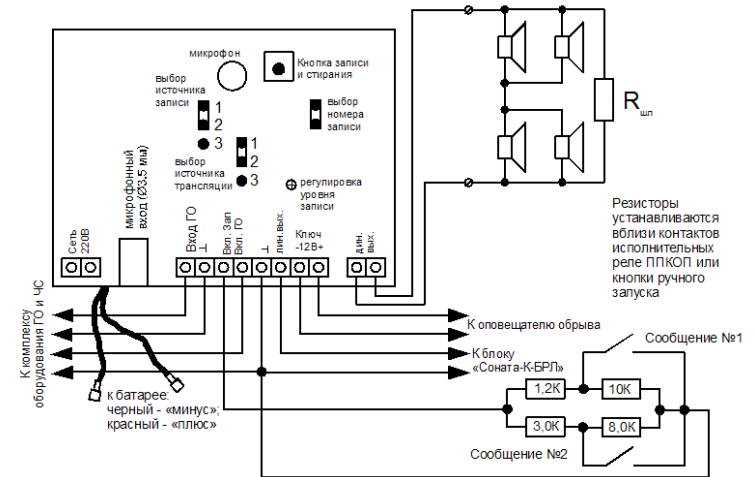 микрофон
Кнопка записи
и стирания
выбор
источника
записи
1
2
3
выбор
номера
записи
1
2
3
выбор
источника
трансляции
регулировка
уровня
записи
микрофонный
вход (Ø3,5 мм)
Сеть
220В
Вход ГО
⊥
Вкл. Зап
Вкл. ГО
⊥
лин.вых.
Ключ
-12В+
дин.
вых.
Rшл
Резисторы
устанавливаются
вблизи контактов
исполнительных
реле ППКОП или
кнопки ручного
запуска
К комплексу
оборудования ГО и ЧС
к батарее:
черный - «минус»;
красный - «плюс»
К оповещателю обрыва
К блоку
«Соната-К-БРЛ»
Сообщение №1
1,2К
10К
3,0К
8,0К
Сообщение №2